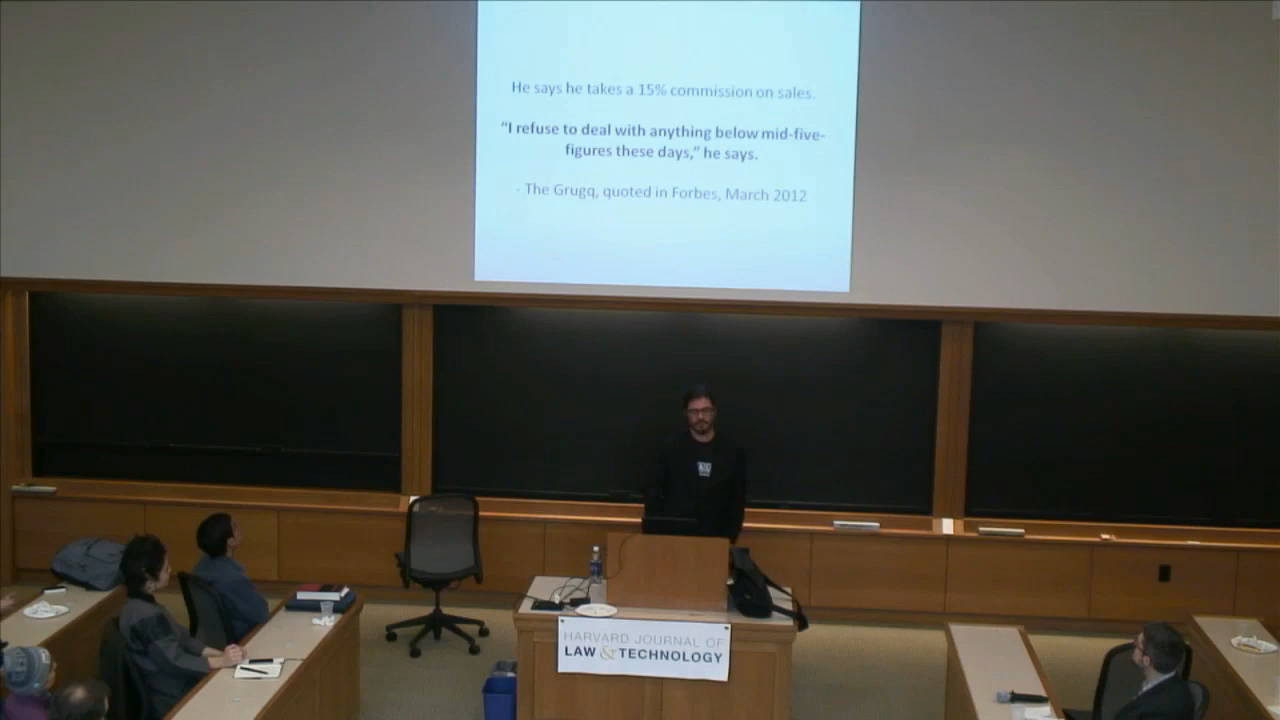 He says he takes a 15% commission on sales.
"I refuse to deal with anything below mid-five-
figures these days," he says.
- The Grugq, quoted in Forbes, March 2012
HARVARD JOURNAL OF
LAW & TECHNOLOGY